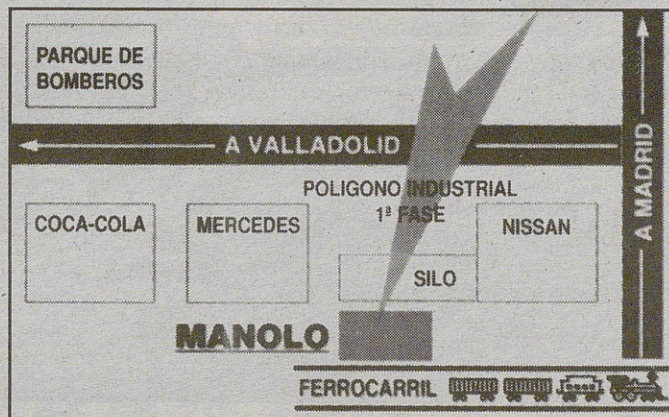 PARQUE DE
BOMBEROS
A VALLADOLID
A MADRID
POLIGONO INDUSTRIAL
1ª FASE
COCA-COLA
MERCEDES
NISSAN
SILO
MANOLO
FERROCARRIL